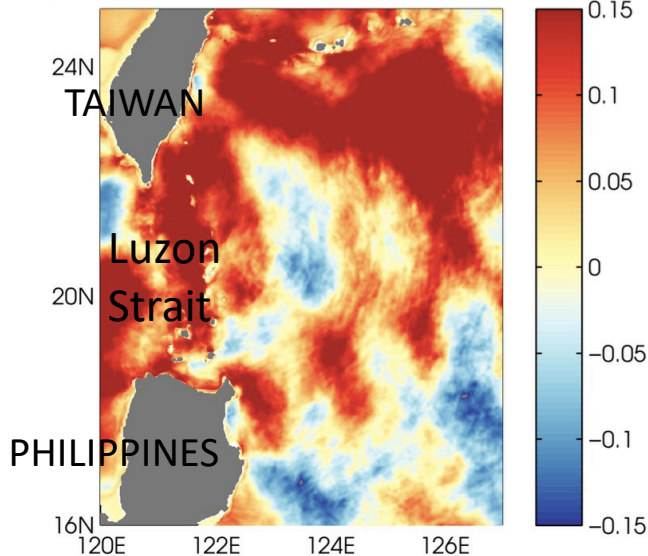 0.15
24N
0.1
TAIWAN
0.05
Luzon
0
20N
Strait
−0.05
−0.1
PHILIPPINES
16N
−0.15
120E
122E
124E
126E